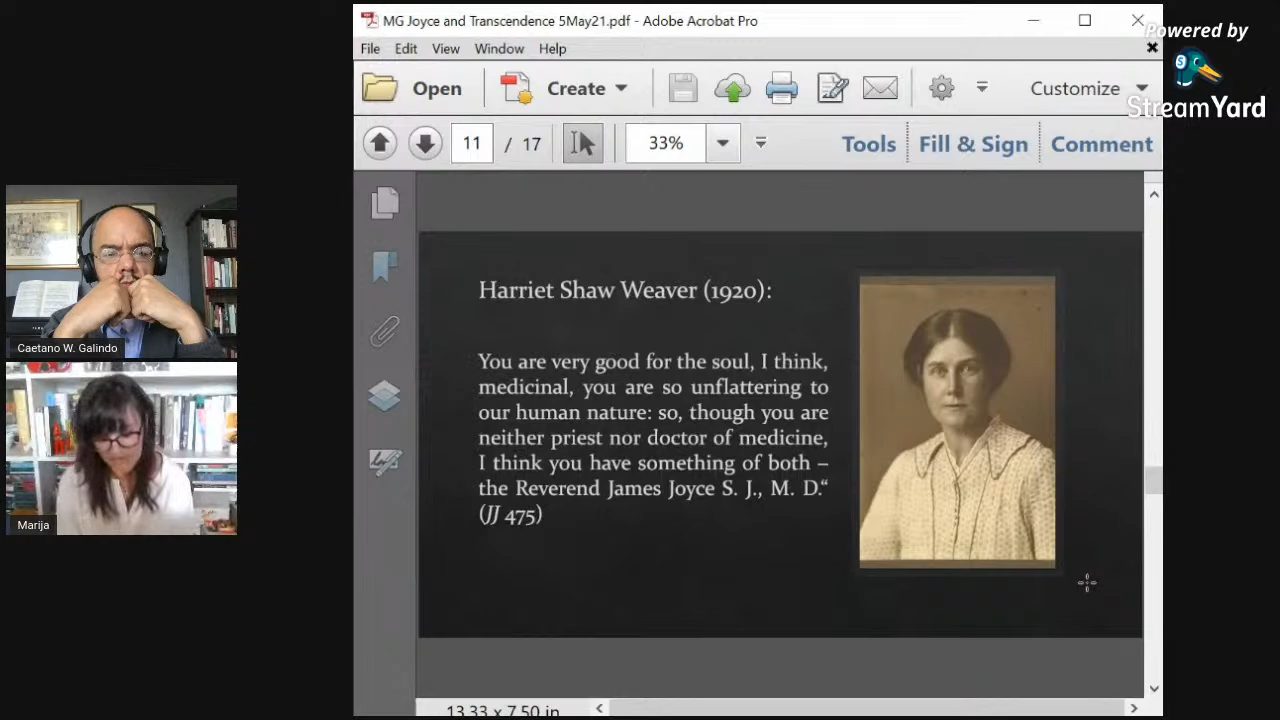 MG Joyce and Transcendence 5May21.pdf - Adobe Acrobat Pro
File Edit View Window Help
Open Create Customize
11 / 17 33% Tools Fill & Sign Comment
Powered by
StreamYard
Caetano W. Galindo
Marija
Harriet Shaw Weaver (1920):
You are very good for the soul, I think,
medicinal, you are so unflattering to
our human nature: so, though you are
neither priest nor doctor of medicine,
I think you have something of both –
the Reverend James Joyce S. J., M. D.“
(JJ 475)
13.33 x 7.50 in